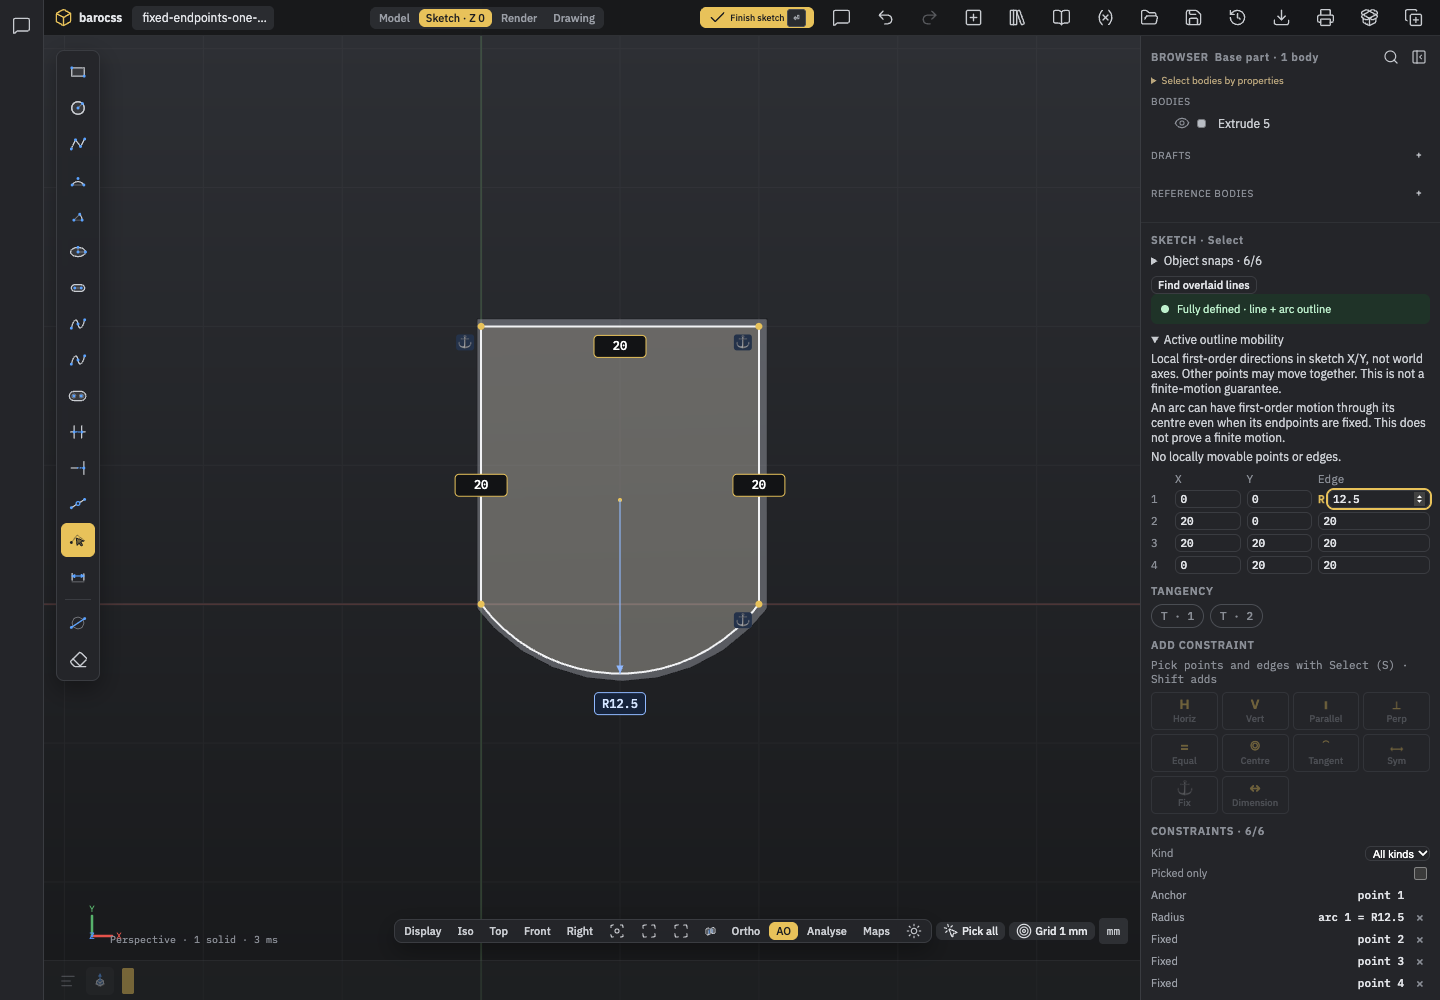 barocss
fixed-endpoints-one-...
Model
Sketch · Z 0
Render
Drawing
Finish sketch
BROWSER Base part · 1 body
Select bodies by properties
BODIES
Extrude 5
DRAFTS
+
REFERENCE BODIES
+
SKETCH · Select
Object snaps · 6/6
Find overlaid lines
Fully defined · line + arc outline
Active outline mobility
Local first-order directions in sketch X/Y, not world
axes. Other points may move together. This is not a
finite-motion guarantee.
An arc can have first-order motion through its
centre even when its endpoints are fixed. This does
not prove a finite motion.
No locally movable points or edges.
X Y Edge
1 0 0 R 12.5
2 20 0 20
3 20 20 20
4 0 20 20
TANGENCY
T · 1 T · 2
ADD CONSTRAINT
Pick points and edges with Select (S) ·
Shift adds
H V
Horiz Vert Parallel Perp
Equal Centre Tangent Sym
Fix Dimension
CONSTRAINTS · 6/6
Kind All kinds
Picked only
Anchor point 1
Radius arc 1 = R12.5 ×
Fixed point 2 ×
Fixed point 3 ×
Fixed point 4 ×
20
20
20
R12.5
Y
X
Z
Perspective · 1 solid · 3 ms
Display Iso Top Front Right Ortho AO Analyse Maps
Pick all
Grid 1 mm
mm